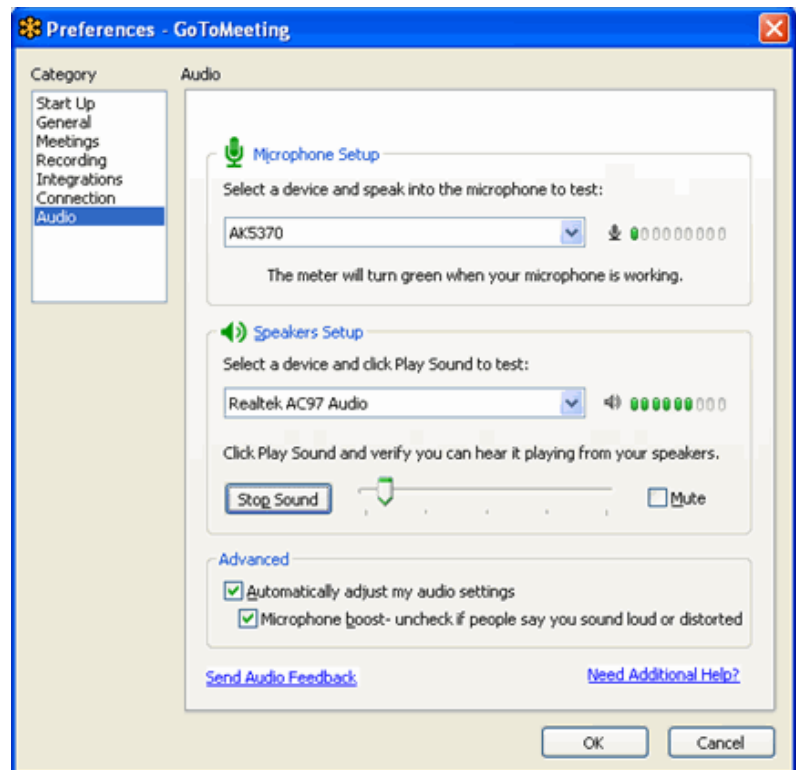 Preferences - GoToMeeting
Category
Audio
Start Up
General
Meetings
Recording
Integrations
Connection
Audio
Microphone Setup
Select a device and speak into the microphone to test:
AK5370
The meter will turn green when your microphone is working.
Speakers Setup
Select a device and click Play Sound to test:
Realtek AC97 Audio
Click Play Sound and verify you can hear it playing from your speakers.
Stop Sound
Mute
Advanced
Automatically adjust my audio settings
Microphone boost- uncheck if people say you sound loud or distorted
Send Audio Feedback
Need Additional Help?
OK
Cancel